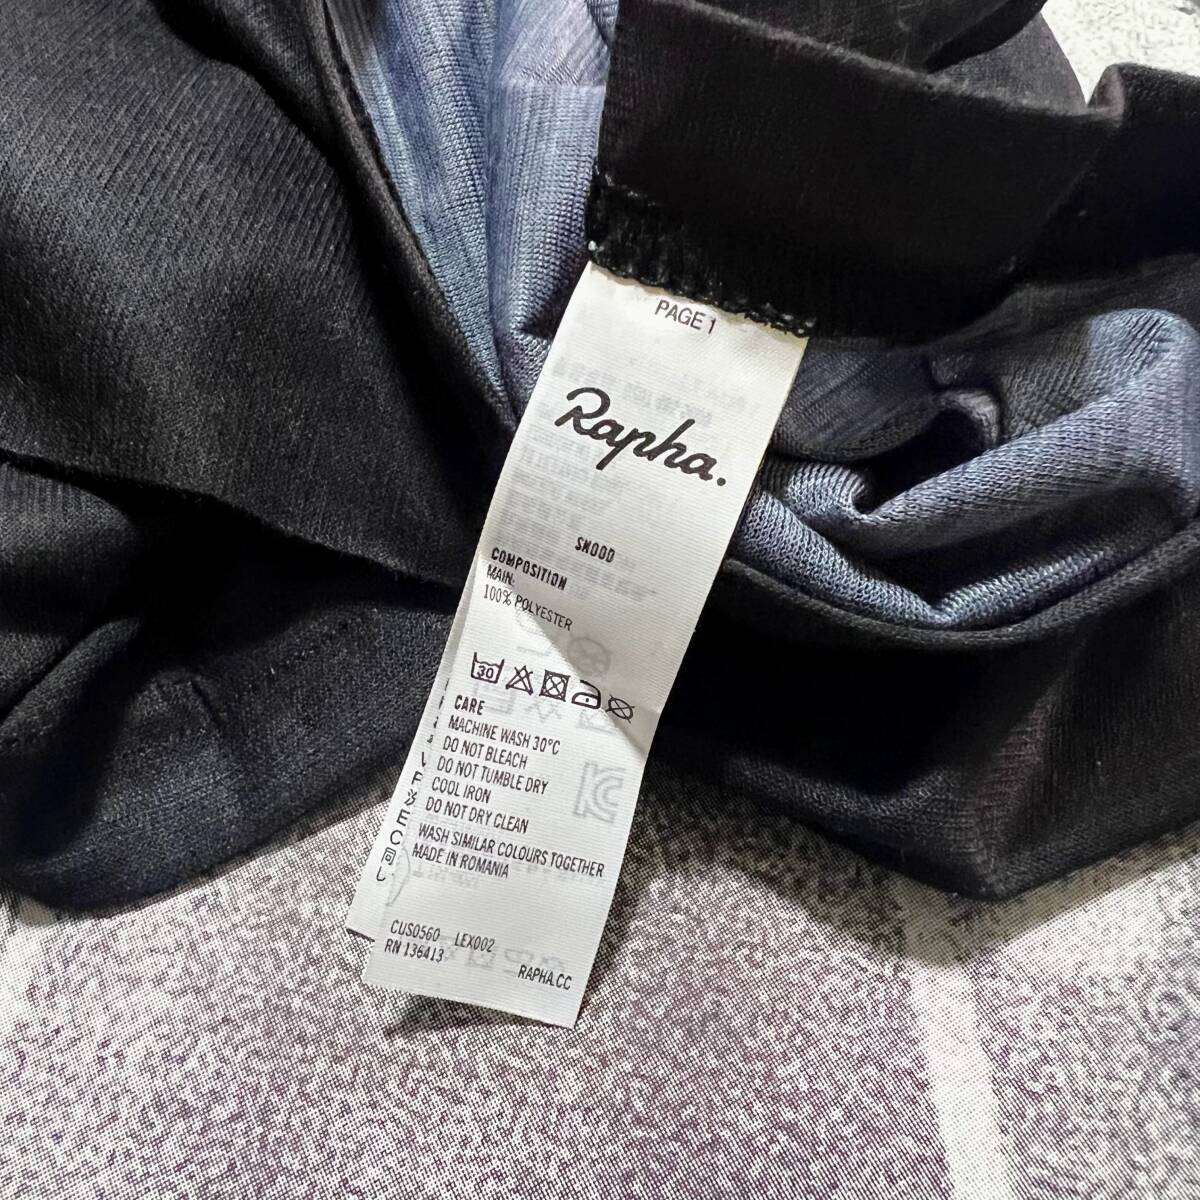 PAGE 1
Rapha.
SNOOD
COMPOSITION
MAIN:
100% POLYESTER
30
CARE
MACHINE WASH 30°C
DO NOT BLEACH
DO NOT TUMBLE DRY
COOL IRON
DO NOT DRY CLEAN
WASH SIMILAR COLOURS TOGETHER
MADE IN ROMANIA
CUS0560 LEX002
RN 136413
RAPHA.CC